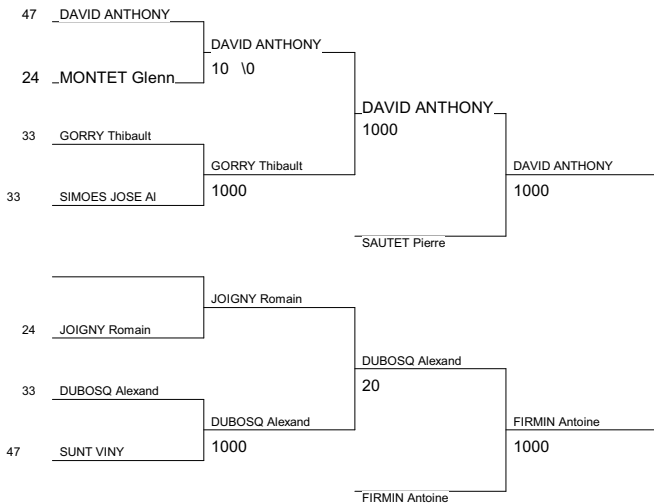 47 DAVID ANTHONY
DAVID ANTHONY
10 \0
24 MONTET Glenn
DAVID ANTHONY
1000
33 GORRY Thibault
GORRY Thibault
1000
DAVID ANTHONY
1000
33 SIMOES JOSE Al
SAUTET Pierre
JOIGNY Romain
24 JOIGNY Romain
DUBOSQ Alexand
20
33 DUBOSQ Alexand
DUBOSQ Alexand
1000
FIRMIN Antoine
1000
47 SUNT VINY
FIRMIN Antoine